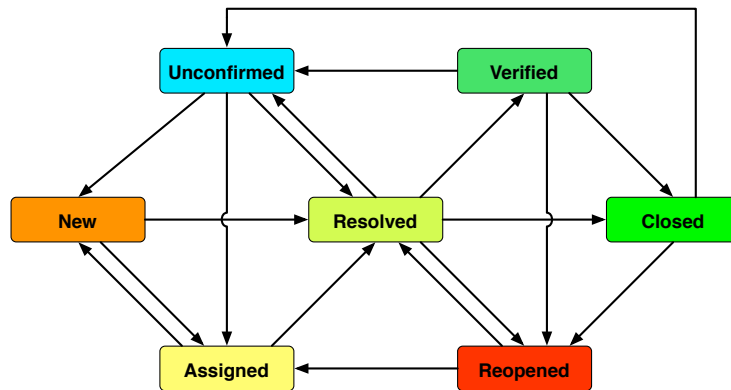 Unconfirmed
Verified
New
Resolved
Closed
Assigned
Reopened